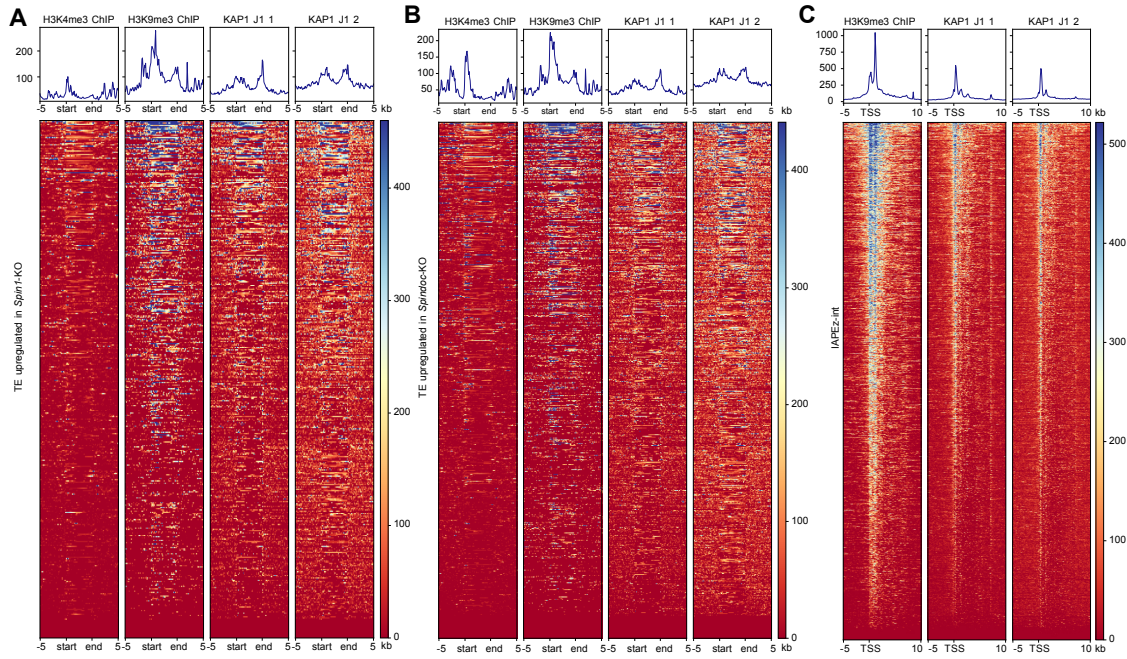 A
H3K4me3 ChIP H3K9me3 ChIP KAP1 J1 1 KAP1 J1 2
200
100
-5 start end 5-5 start end 5-5 start end 5-5 start end 5 kb
TE upregulated in Spin1-KO
400
300
200
100
0
-5 start end 5-5 start end 5-5 start end 5-5 start end 5 kb
B
H3K4me3 ChIP H3K9me3 ChIP KAP1 J1 1 KAP1 J1 2
200
150
100
50
0
-5 start end 5-5 start end 5-5 start end 5-5 start end 5 kb
TE upregulated in Spindoc-KO
400
300
200
100
0
-5 start end 5-5 start end 5-5 start end 5-5 start end 5 kb
C
H3K9me3 ChIP KAP1 J1 1 KAP1 J1 2
1000
750
500
250
0
-5 TSS 10 -5 TSS 10 -5 TSS 10 kb
IAPEz-int
500
400
300
200
100
0
-5 TSS 10 -5 TSS 10 -5 TSS 10 kb